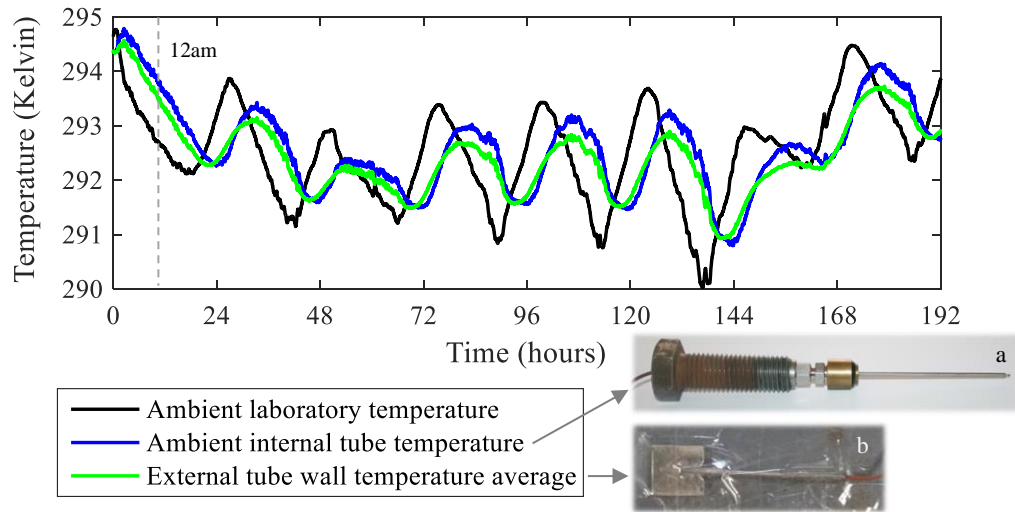 295
294
293
292
291
290
Temperature (Kelvin)
12am
0 24 48 72 96 120 144 168 192
Time (hours)
a
Ambient laboratory temperature
Ambient internal tube temperature
External tube wall temperature average
b